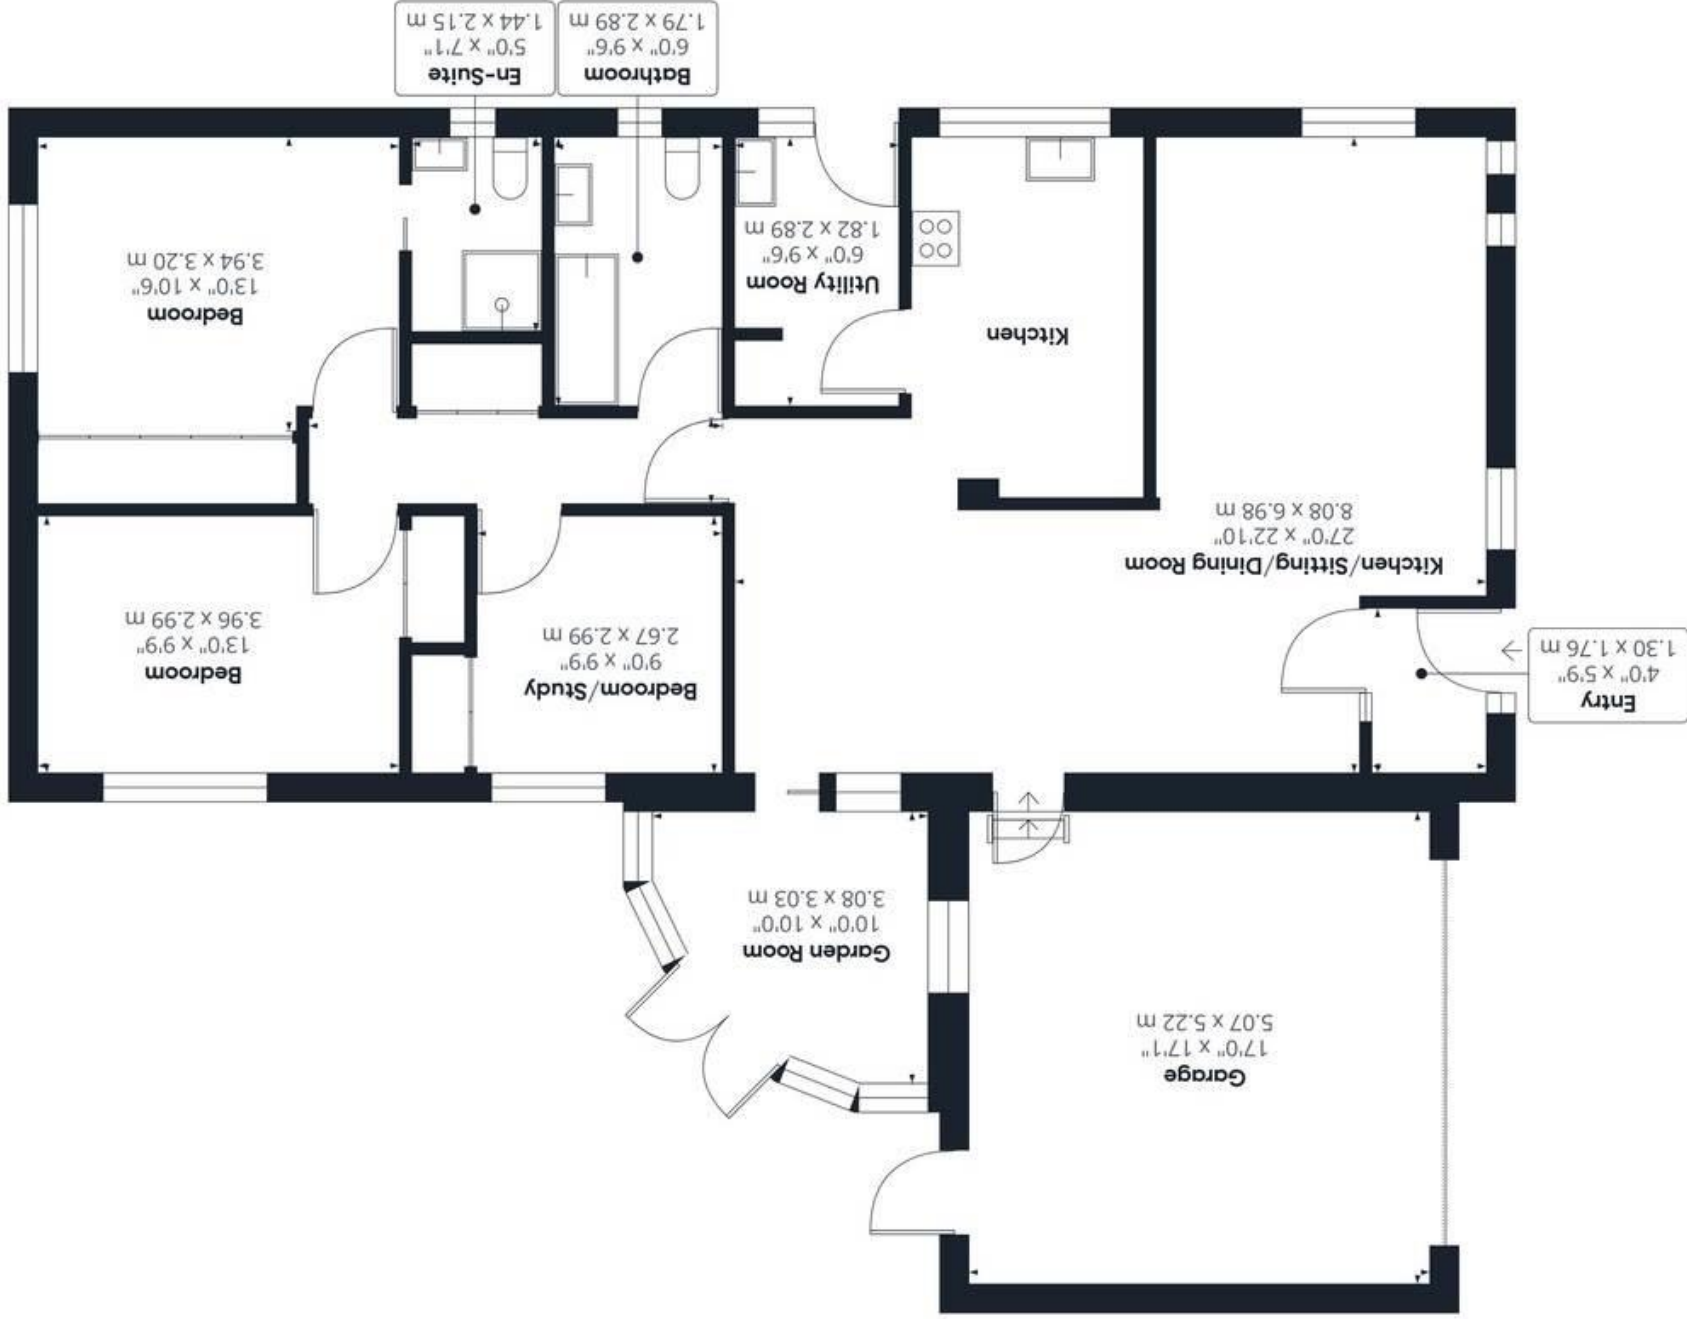 Garage
17'0" x 17'1"
5.07 x 5.22 m
Garden Room
10'0" x 10'0"
3.08 x 3.03 m
Entry
4'0" x 5'9"
1.30 x 1.76 m
Bedroom/Study
9'0" x 9'9"
2.67 x 2.99 m
Bedroom
13'0" x 9'9"
3.96 x 2.99 m
Kitchen/Sitting/Dining Room
27'0" x 22'10"
8.08 x 6.98 m
Kitchen
Utility Room
6'0" x 9'6"
1.82 x 2.89 m
Bedroom
13'0" x 10'6"
3.94 x 3.20 m
Bathroom
6'0" x 9'6"
1.79 x 2.89 m
En-Suite
5'0" x 7'1"
1.44 x 2.15 m